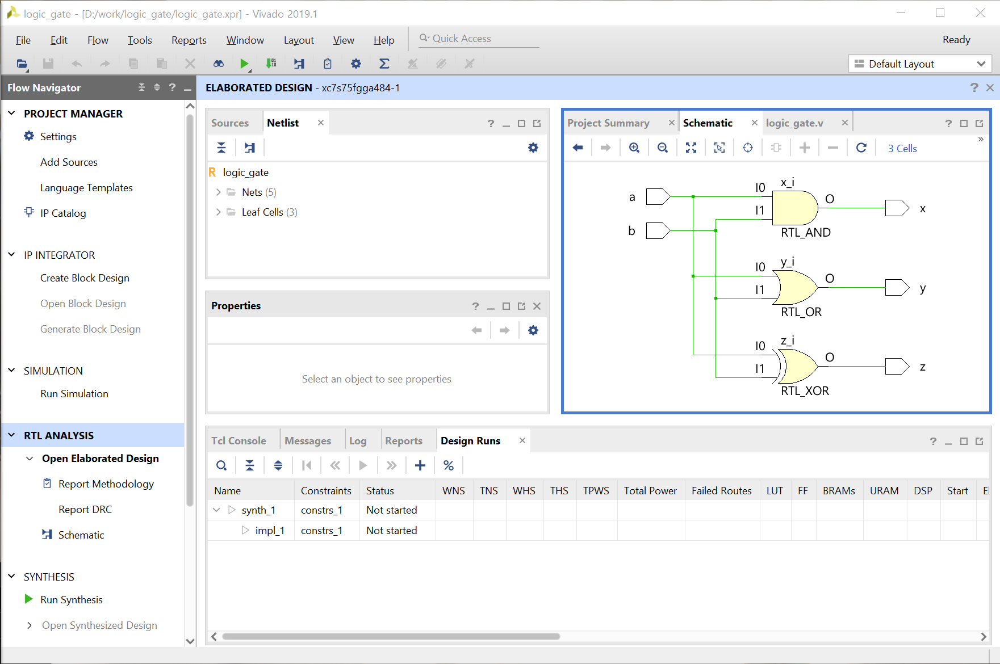 logic_gate - [D:/work/logic_gate/logic_gate.xpr] - Vivado 2019.1
File Edit Flow Tools Reports Window Layout View Help Quick Access Ready
Default Layout
Flow Navigator
ELABORATED DESIGN - xc7s75fgga484-1
PROJECT MANAGER
Settings
Add Sources
Language Templates
IP Catalog
IP INTEGRATOR
Create Block Design
Open Block Design
Generate Block Design
SIMULATION
Run Simulation
RTL ANALYSIS
Open Elaborated Design
Report Methodology
Report DRC
Schematic
SYNTHESIS
Run Synthesis
Open Synthesized Design
Sources Netlist
R logic_gate
Nets (5)
Leaf Cells (3)
Properties
Select an object to see properties
Project Summary Schematic logic_gate.v
3 Cells
a
b
I0 x_i
I1 O
RTL_AND
x
I0 y_i
I1 O
RTL_OR
y
I0 z_i
I1 O
RTL_XOR
z
Tcl Console Messages Log Reports Design Runs
Name Constraints Status WNS TNS WHS THS TPWS Total Power Failed Routes LUT FF BRAMs URAM DSP Start
synth_1 constrs_1 Not started
impl_1 constrs_1 Not started